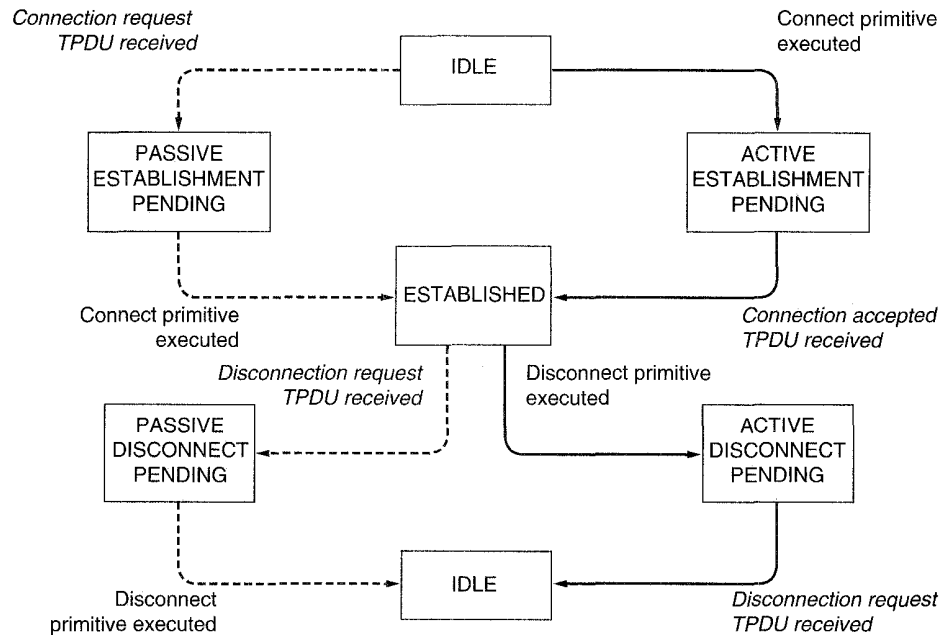 Connection request
TPDU received
IDLE
Connect primitive
executed
PASSIVE
ESTABLISHMENT
PENDING
ACTIVE
ESTABLISHMENT
PENDING
ESTABLISHED
Connect primitive
executed
Connection accepted
TPDU received
Disconnection request
TPDU received
Disconnect primitive
executed
PASSIVE
DISCONNECT
PENDING
ACTIVE
DISCONNECT
PENDING
IDLE
Disconnect
primitive executed
Disconnection request
TPDU received